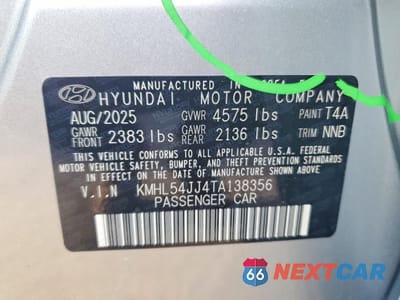 MANUFACTURED IN
HYUNDAI MOTOR COMPANY
AUG/2025 GVWR 4575 lbs PAINT T4A
GAWR FRONT 2383 lbs GAWR REAR 2136 lbs TRIM NNB
THIS VEHICLE CONFORMS TO ALL APPLICABLE U.S.A. FEDERAL
MOTOR VEHICLE SAFETY, BUMPER, AND THEFT PREVENTION
STANDARDS IN EFFECT ON THE DATE OF MANUFACTURE SHOWN ABOVE.
V.I.N KMHL54JJ4TA138356
PASSENGER CAR
66 NEXTCAR